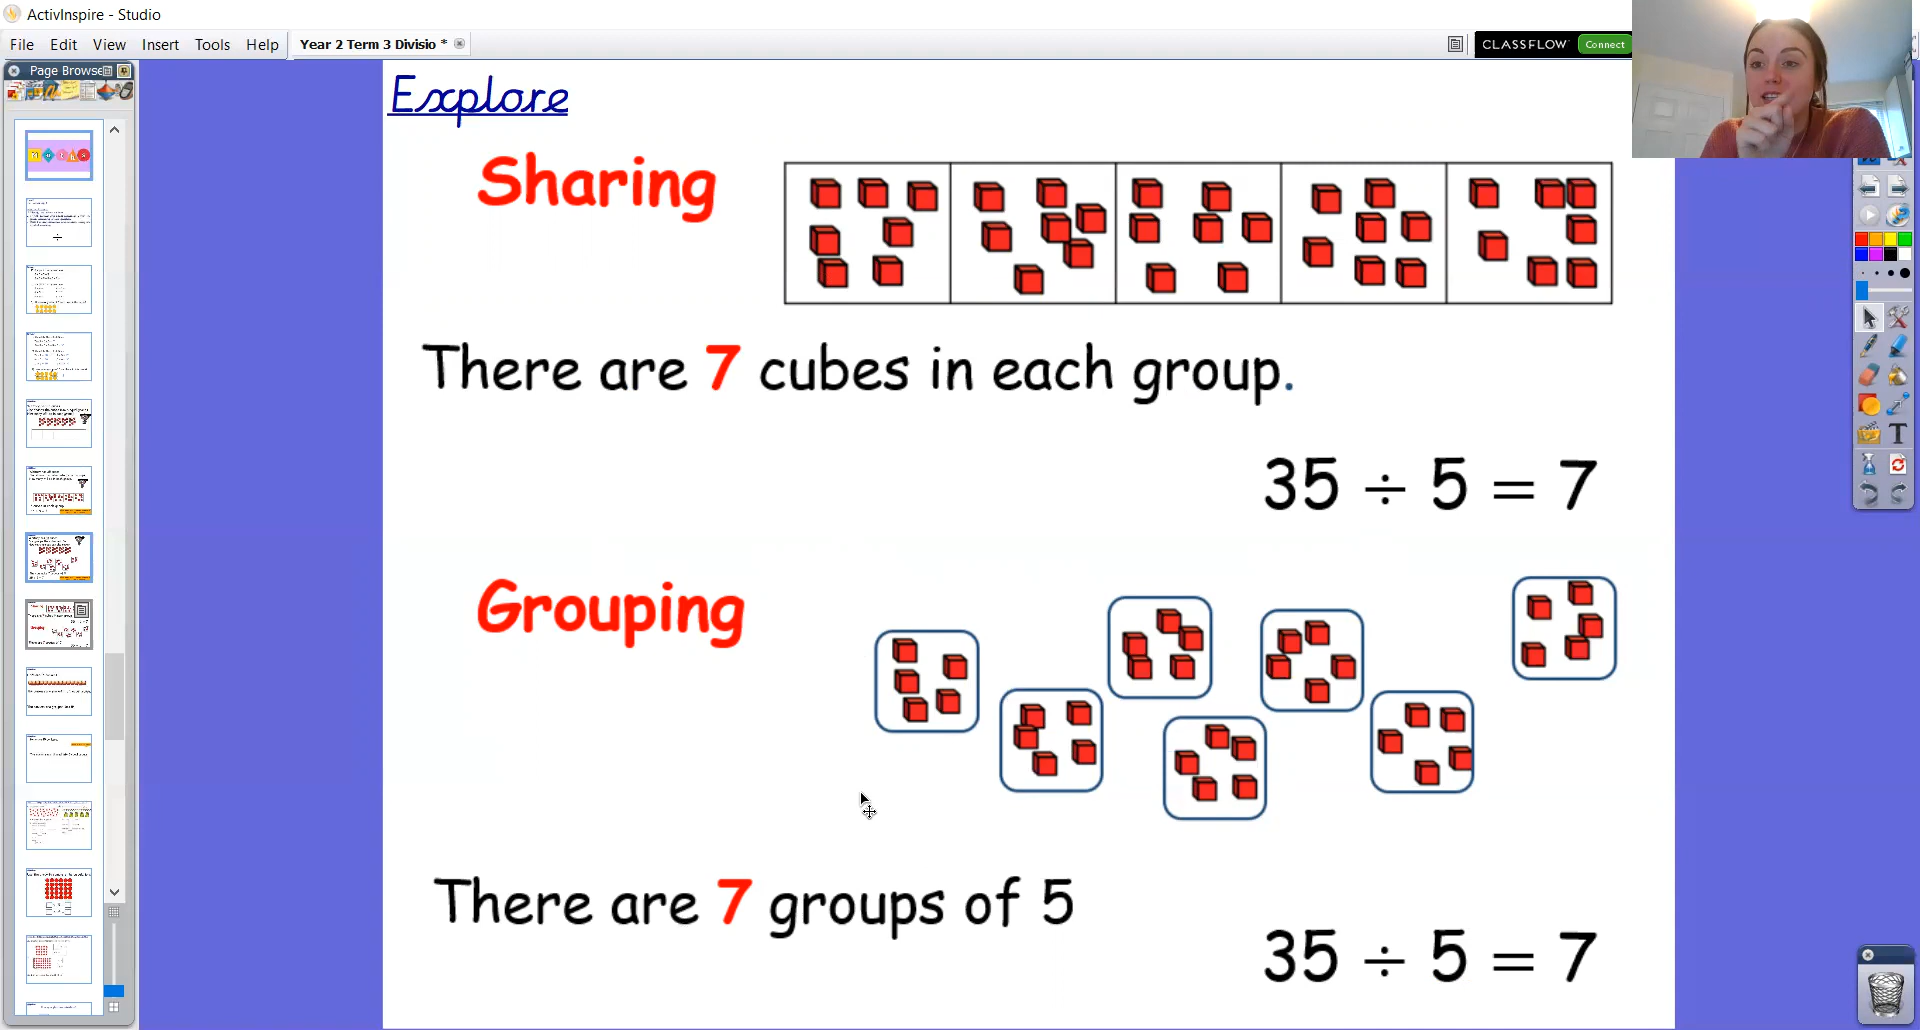 ActivInspire - Studio
File Edit View Insert Tools Help
Year 2 Term 3 Divisio *
CLASSFLOW Connect
Page Browse
Explore
Sharing
There are 7 cubes in each group.
35 ÷ 5 = 7
Grouping
There are 7 groups of 5
35 ÷ 5 = 7